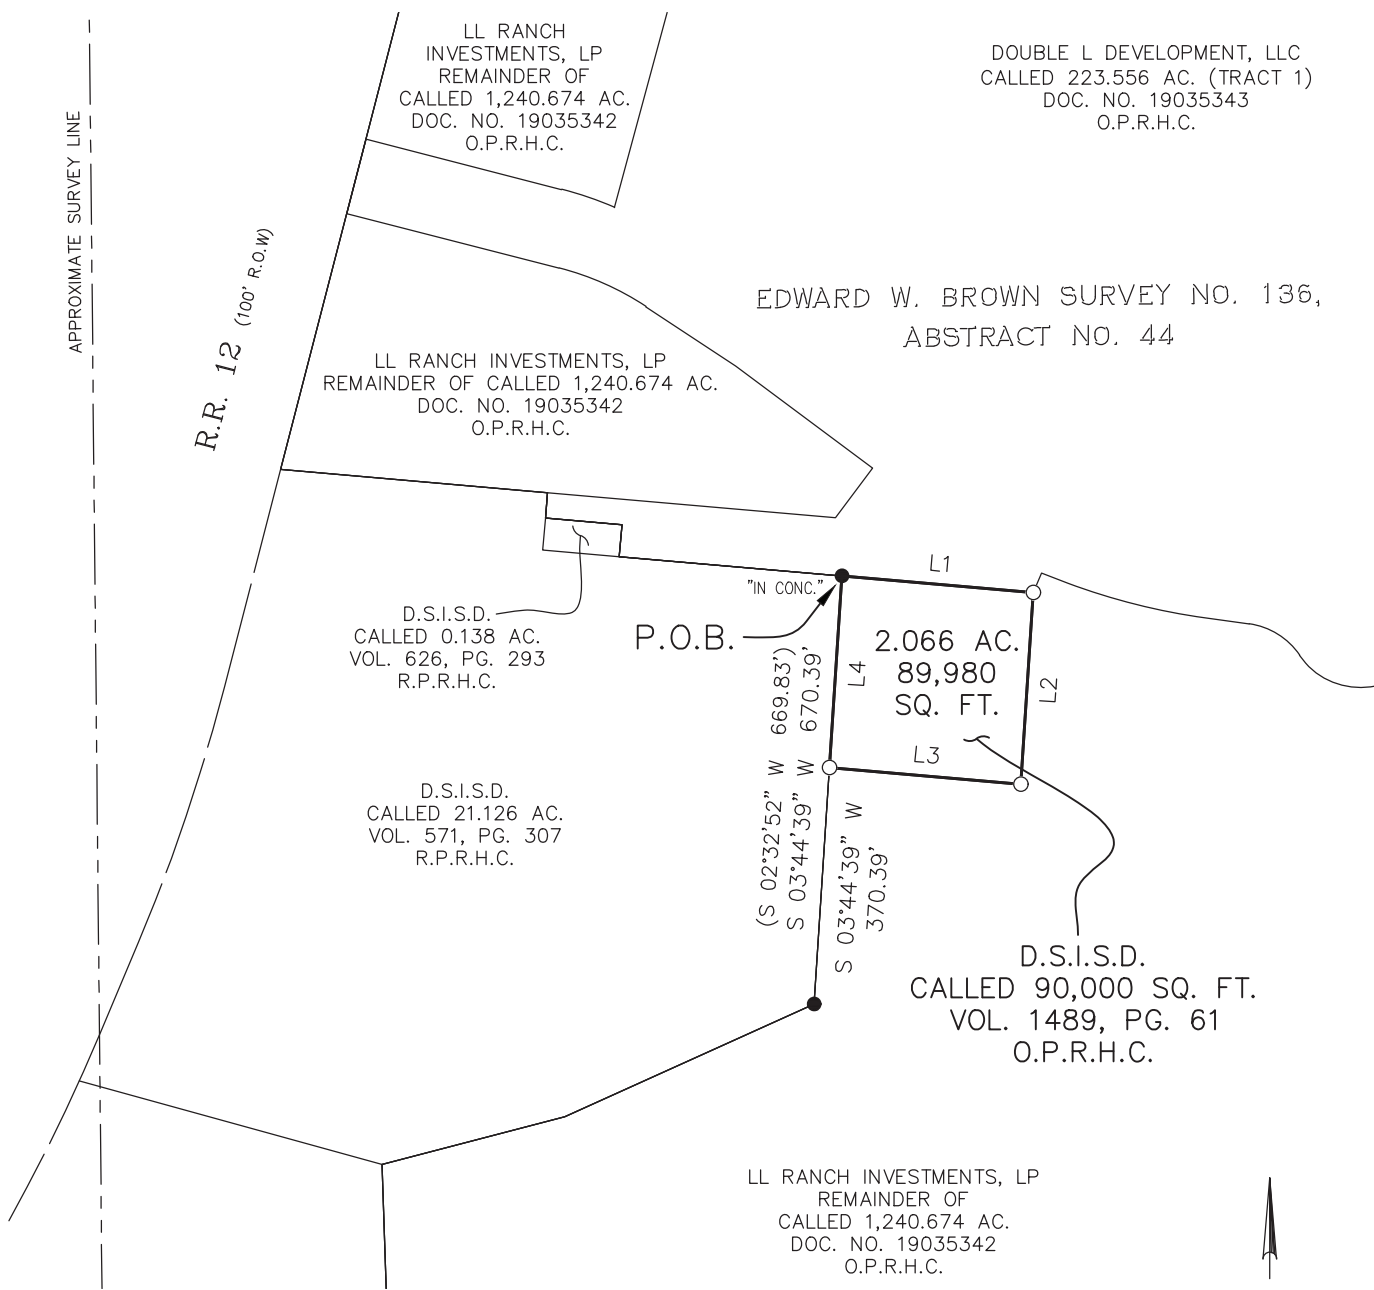 LL RANCH
INVESTMENTS, LP
REMAINDER OF
CALLED 1,240.674 AC.
DOC. NO. 19035342
O.P.R.H.C.
DOUBLE L DEVELOPMENT, LLC
CALLED 223.556 AC. (TRACT 1)
DOC. NO. 19035343
O.P.R.H.C.
APPROXIMATE SURVEY LINE
R.R. 12 (100' R.O.W)
EDWARD W. BROWN SURVEY NO. 136,
ABSTRACT NO. 44
LL RANCH INVESTMENTS, LP
REMAINDER OF CALLED 1,240.674 AC.
DOC. NO. 19035342
O.P.R.H.C.
L1
"IN CONC."
P.O.B.
D.S.I.S.D.
CALLED 0.138 AC.
VOL. 626, PG. 293
R.P.R.H.C.
2.066 AC.
89,980
SQ. FT.
L4
L2
L3
(S 02°32'52" W 669.83')
S 03°44'39" W 670.39'
S 03°44'39" W
370.39'
D.S.I.S.D.
CALLED 21.126 AC.
VOL. 571, PG. 307
R.P.R.H.C.
D.S.I.S.D.
CALLED 90,000 SQ. FT.
VOL. 1489, PG. 61
O.P.R.H.C.
LL RANCH INVESTMENTS, LP
REMAINDER OF
CALLED 1,240.674 AC.
DOC. NO. 19035342
O.P.R.H.C.